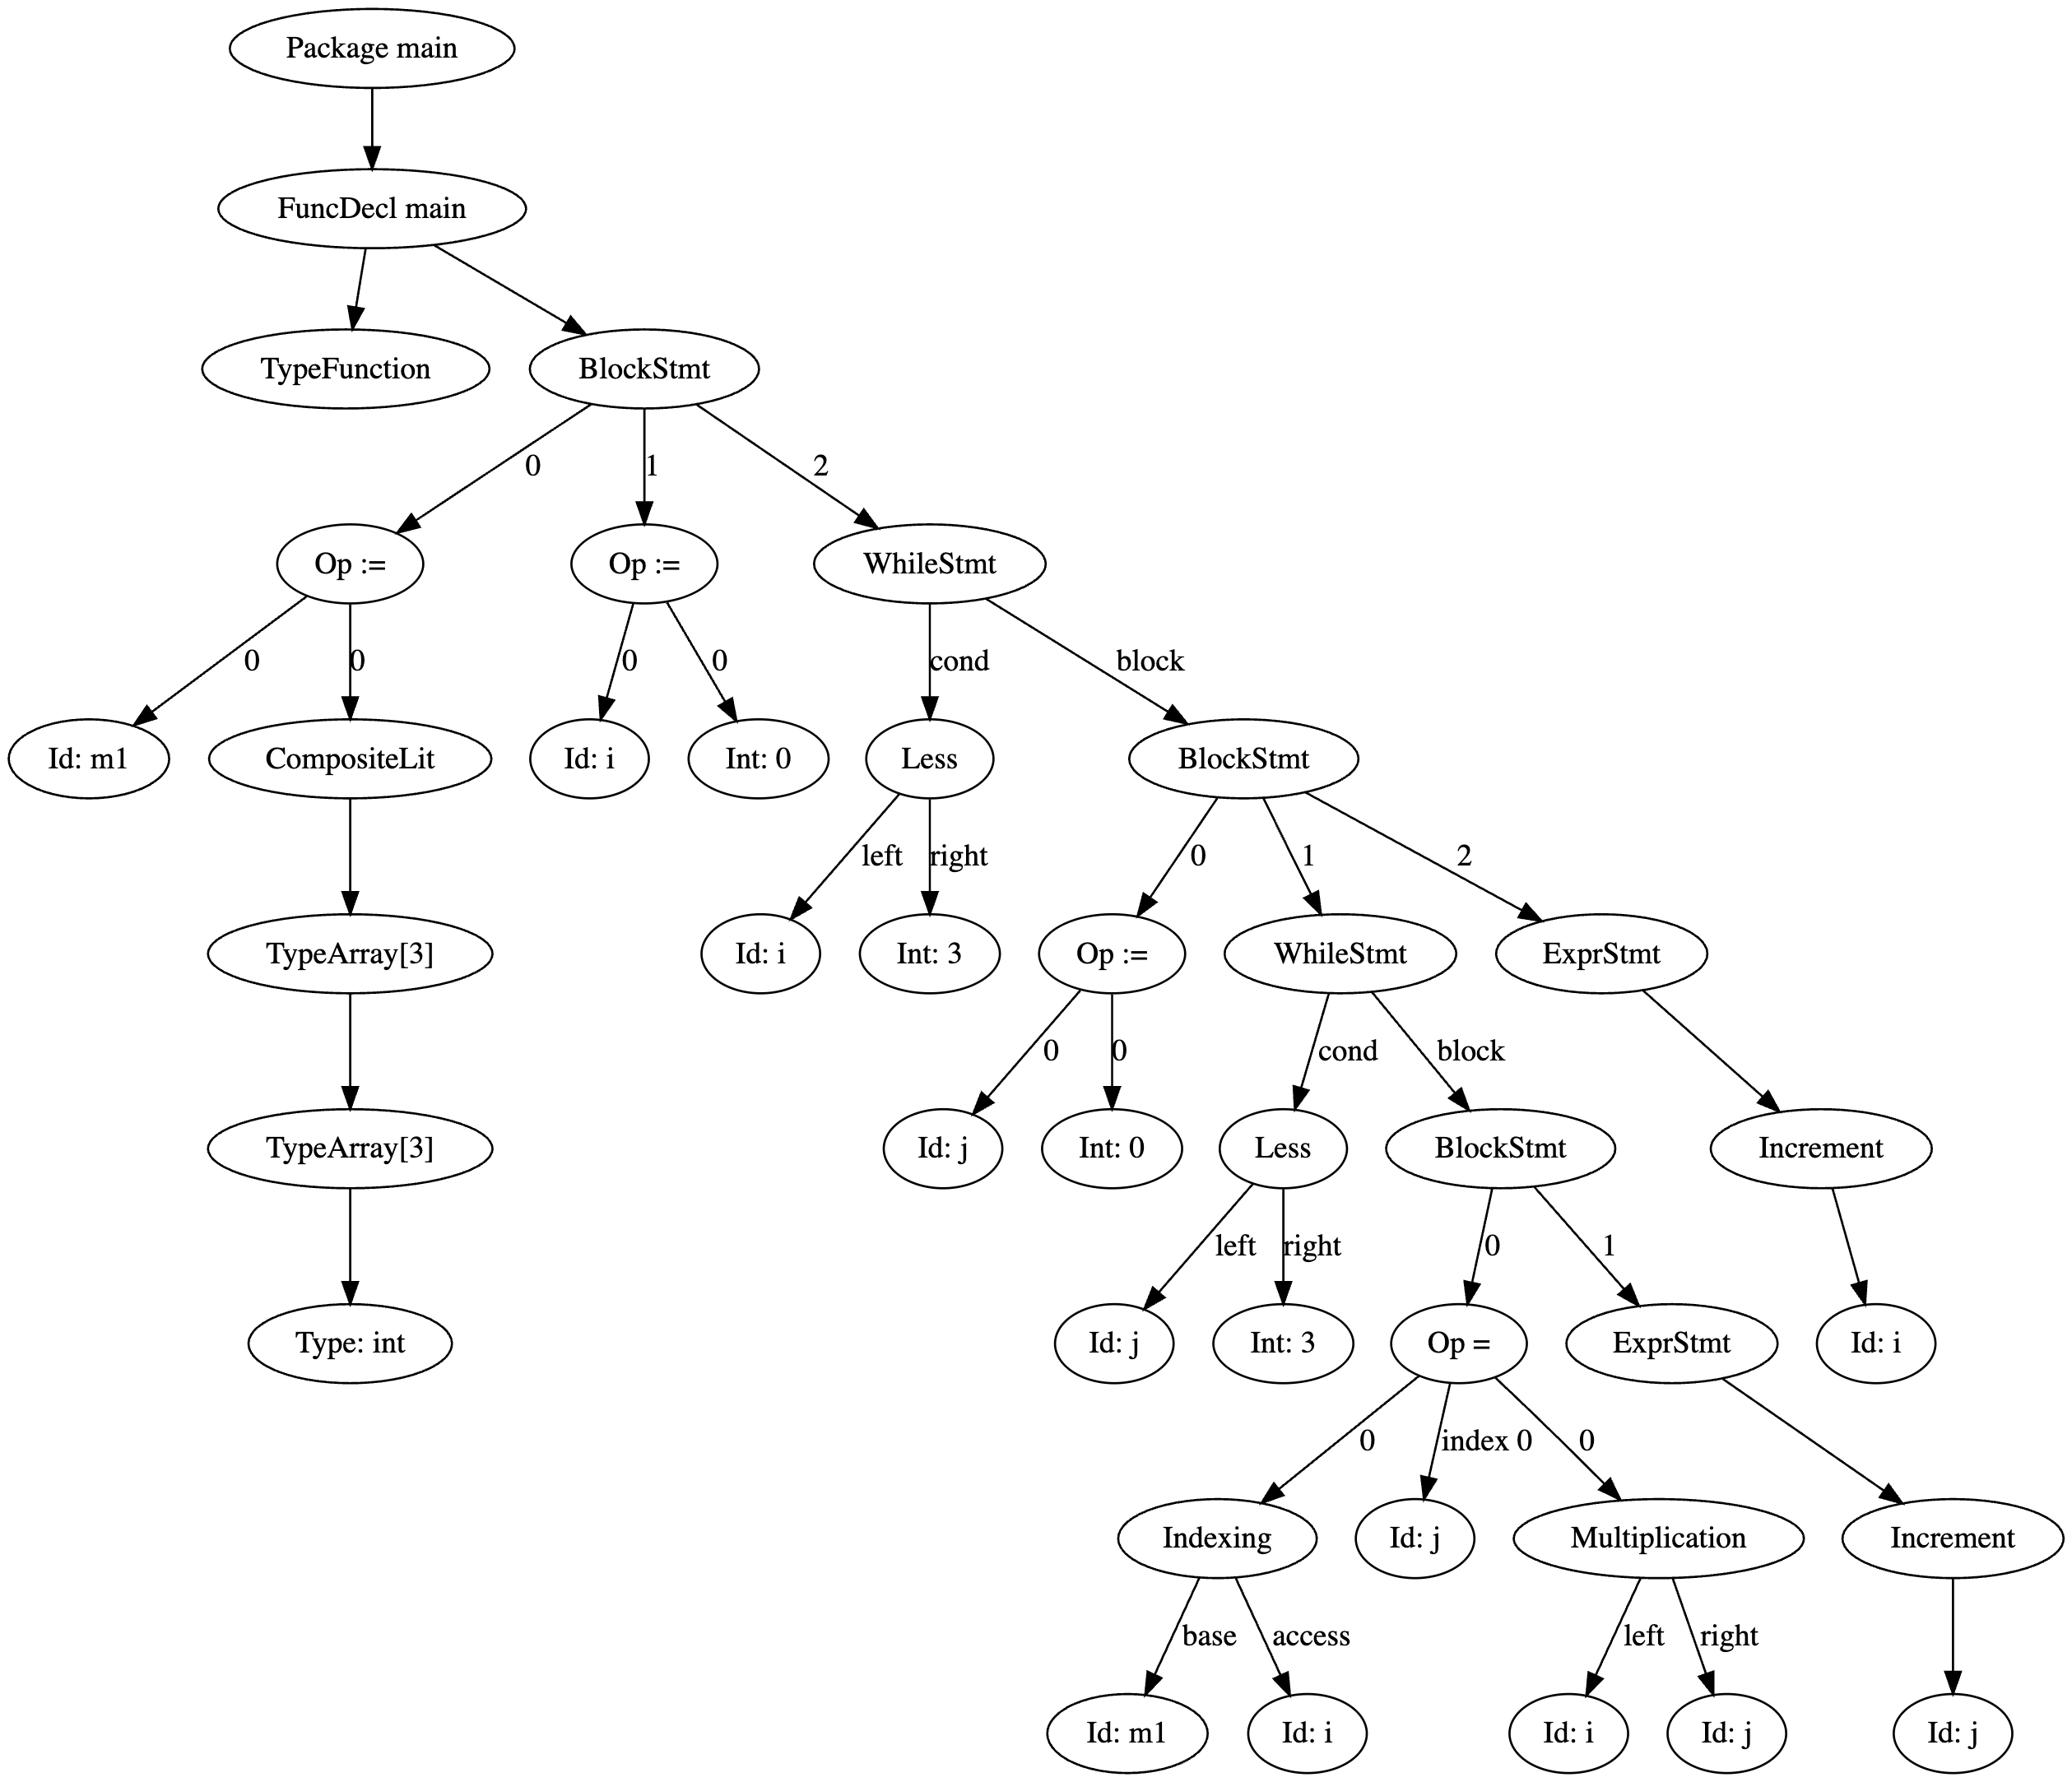 Package main
FuncDecl main
TypeFunction
BlockStmt
0
1
2
Op :=
Op :=
WhileStmt
0
0
0
0
cond
block
Id: m1
CompositeLit
Id: i
Int: 0
Less
BlockStmt
left
right
0
1
2
TypeArray[3]
Id: i
Int: 3
Op :=
WhileStmt
ExprStmt
0
0
cond
block
TypeArray[3]
Id: j
Int: 0
Less
BlockStmt
Increment
left
right
0
1
Type: int
Id: j
Int: 3
Op =
ExprStmt
Id: i
0
index 0
0
Indexing
Id: j
Multiplication
Increment
base
access
left
right
Id: m1
Id: i
Id: i
Id: j
Id: j